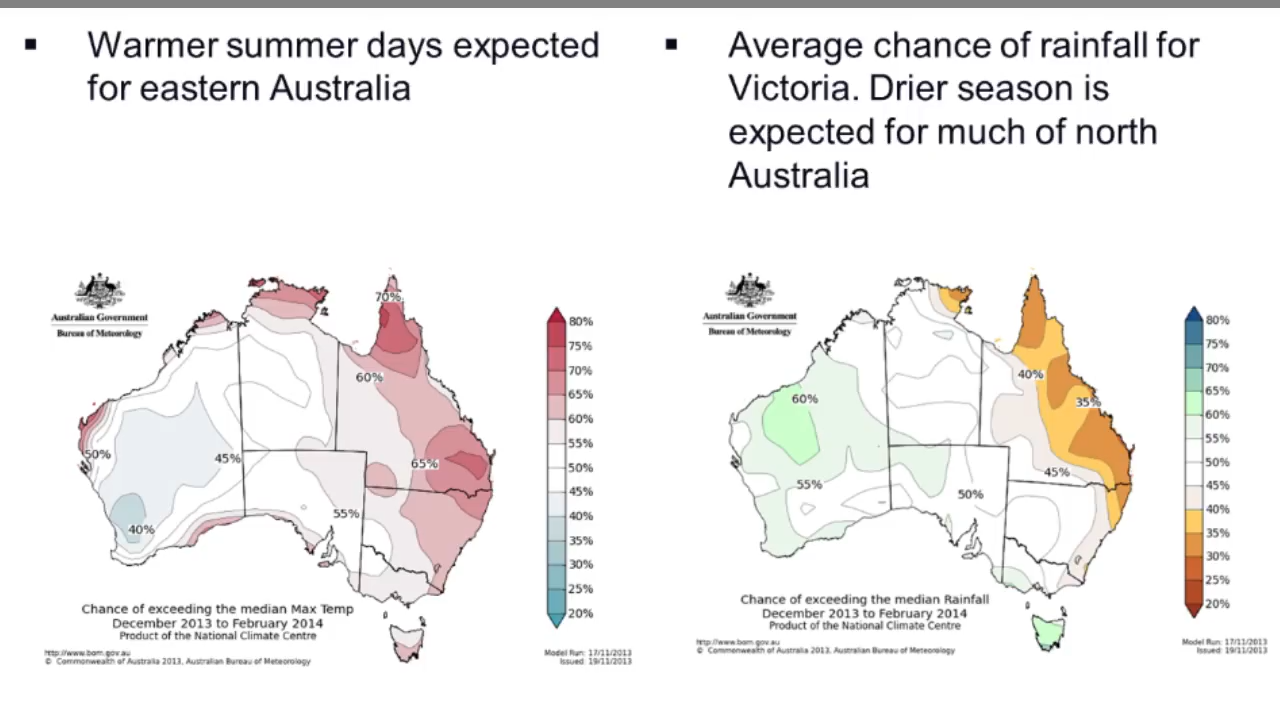 ▪ Warmer summer days expected
for eastern Australia
▪ Average chance of rainfall for
Victoria. Drier season is
expected for much of north
Australia
Australian Government
Bureau of Meteorology
70%
60%
50%
45%
65%
40%
55%
80%
75%
70%
65%
60%
55%
50%
45%
40%
35%
30%
25%
20%
Chance of exceeding the median Max Temp
December 2013 to February 2014
Product of the National Climate Centre
http://www.bom.gov.au
© Commonwealth of Australia 2013, Australian Bureau of Meteorology
Model Run: 17/11/2013
Issued: 19/11/2013
Australian Government
Bureau of Meteorology
40%
60%
35%
45%
55%
50%
80%
75%
70%
65%
60%
55%
50%
45%
40%
35%
30%
25%
20%
Chance of exceeding the median Rainfall
December 2013 to February 2014
Product of the National Climate Centre
http://www.bom.gov.au
© Commonwealth of Australia 2013, Australian Bureau of Meteorology
Model Run: 17/11/2013
Issued: 19/11/2013